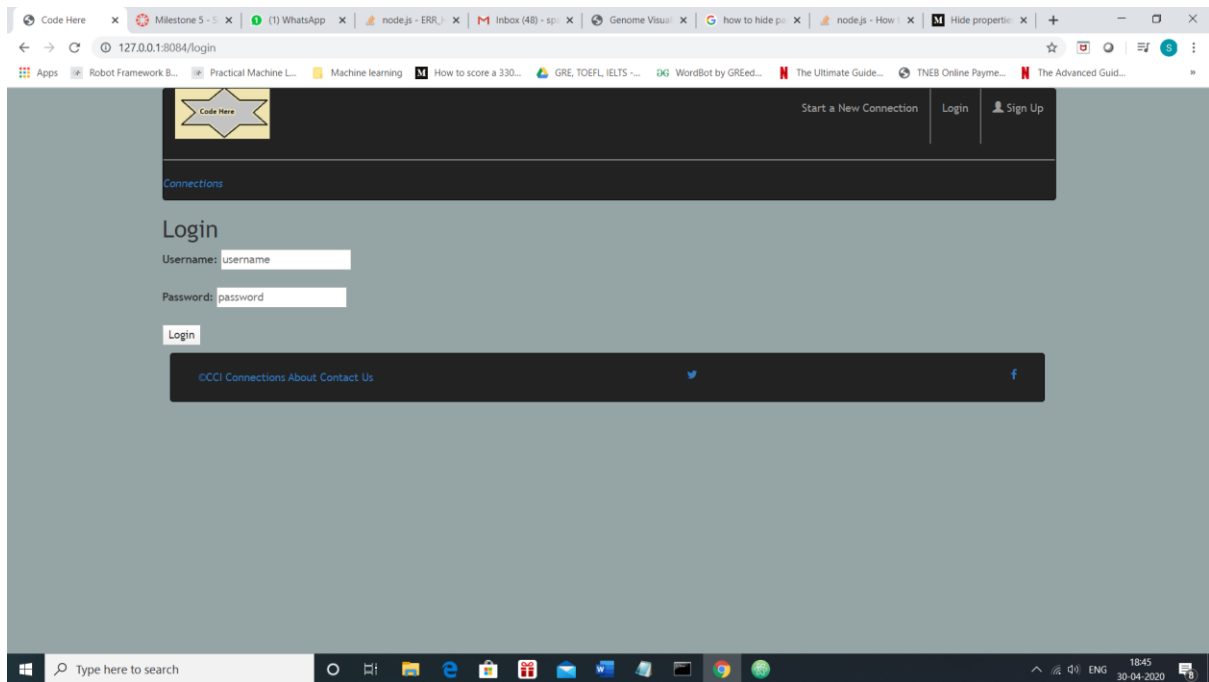 Code Here
Milestone 5 - S
(1) WhatsApp
node.js - ERR_H
Inbox (48) - sp
Genome Visual
how to hide pa
node.js - How t
Hide propertie
127.0.0.1:8084/login
S
Apps
Robot Framework B...
Practical Machine L...
Machine learning
M How to score a 330...
GRE, TOEFL, IELTS -...
GG WordBot by GREed...
The Ultimate Guide...
TNEB Online Payme...
The Advanced Guid...
»
Code Here
Start a New Connection
Login
Sign Up
Connections
Login
Username: username
Password: password
Login
©CCI Connections About Contact Us
Type here to search
ENG
18:45
30-04-2020